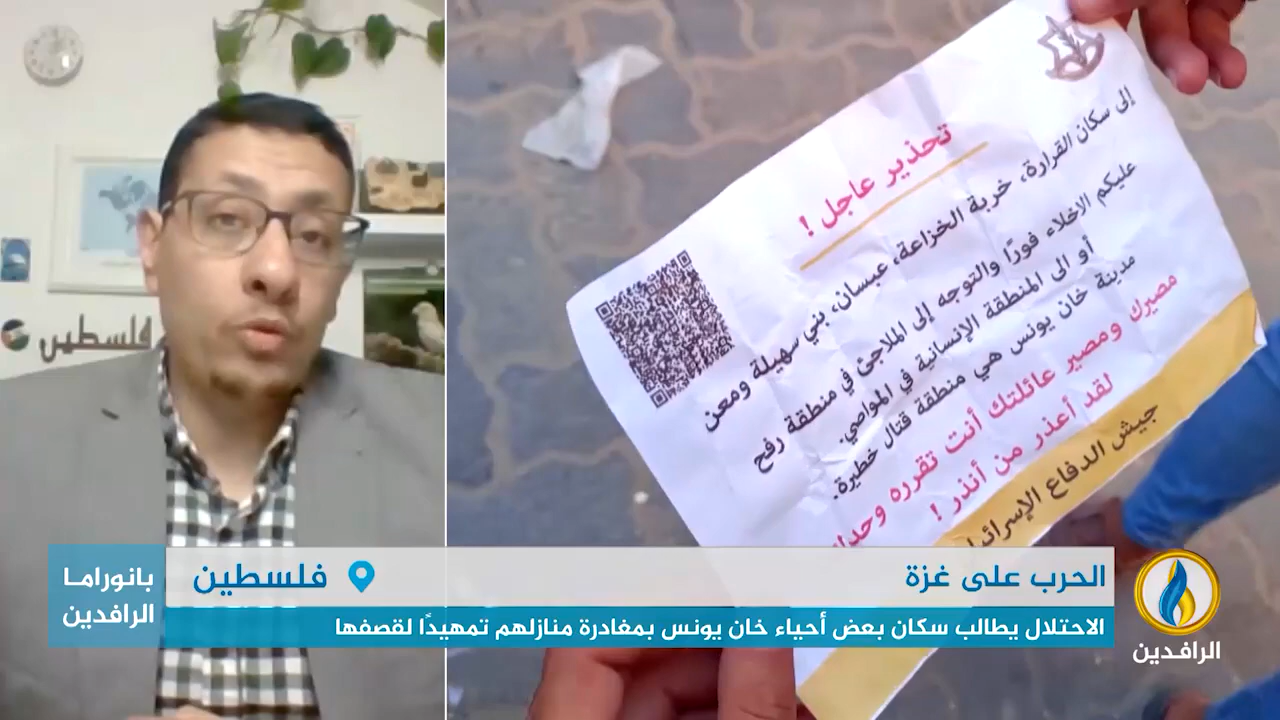 فلسطين
تحذير عاجل !
إلى سكان القرارة، خربة الخزاعة، عبسان، بني سهيلة ومعن
عليكم الاخلاء فورًا والتوجه إلى الملاجئ في منطقة رفح
أو الى المنطقة الإنسانية في المواصي.
مدينة خان يونس هي منطقة قتال خطيرة.
مصيرك ومصير عائلتك أنت تقرره
لقد أعذر من أنذر !
جيش الدفاع
الحرب على غزة
فلسطين
الاحتلال يطالب سكان بعض أحياء خان يونس بمغادرة منازلهم تمهيدًا لقصفها
بانوراما
الرافدين
الرافدين